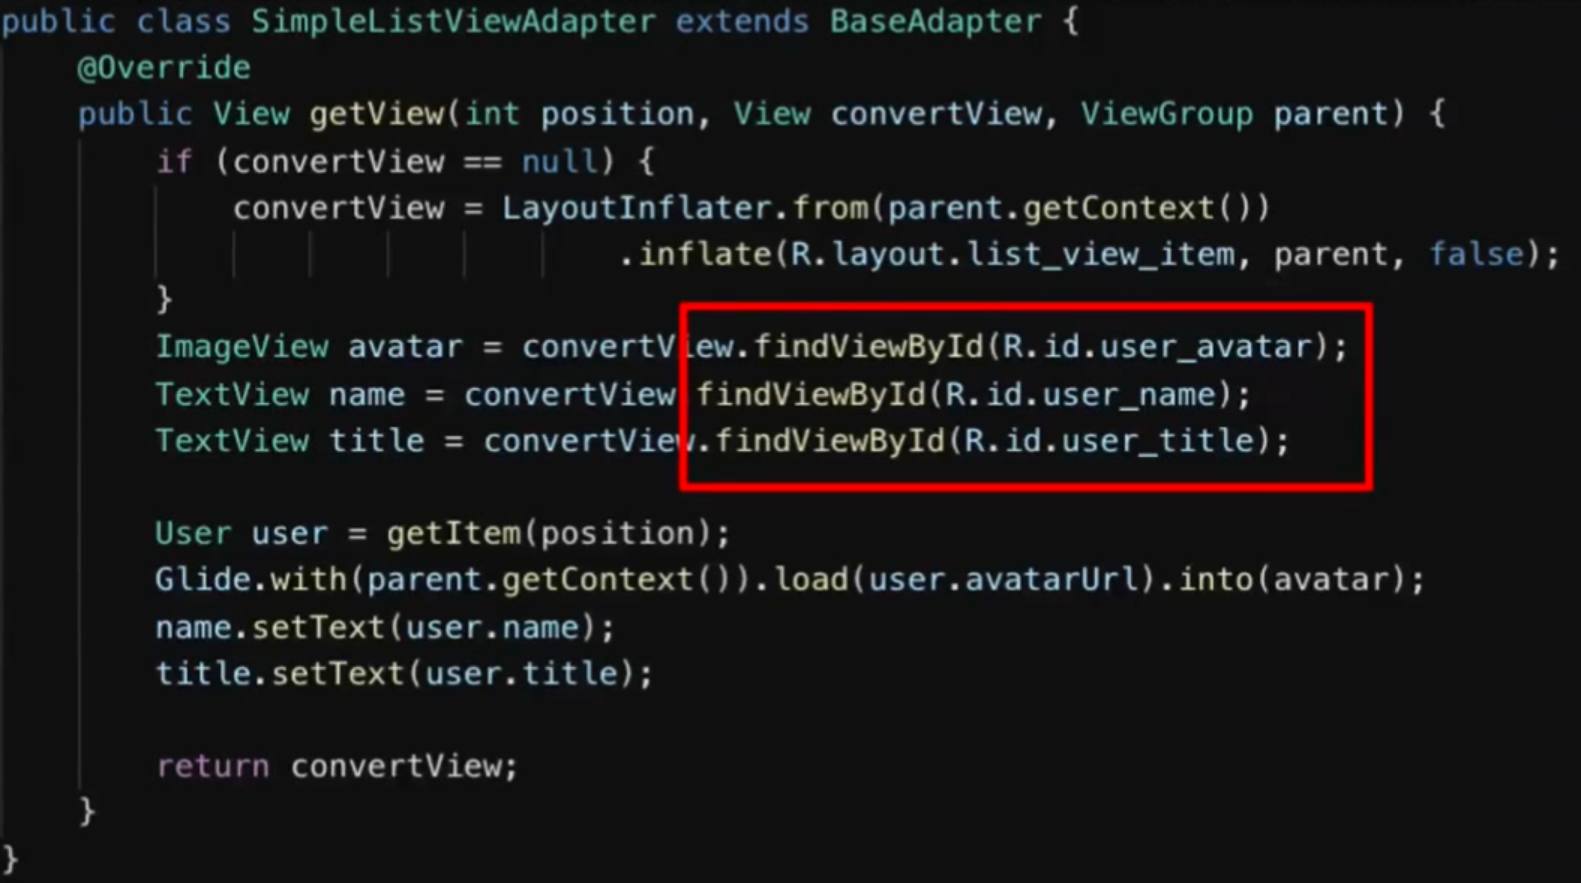 public class SimpleListViewAdapter extends BaseAdapter {
@Override
public View getView(int position, View convertView, ViewGroup parent) {
if (convertView == null) {
convertView = LayoutInflater.from(parent.getContext())
.inflate(R.layout.list_view_item, parent, false);
}
ImageView avatar = convertView.findViewById(R.id.user_avatar);
TextView name = convertView.findViewById(R.id.user_name);
TextView title = convertView.findViewById(R.id.user_title);
User user = getItem(position);
Glide.with(parent.getContext()).load(user.avatarUrl).into(avatar);
name.setText(user.name);
title.setText(user.title);
return convertView;
}
}